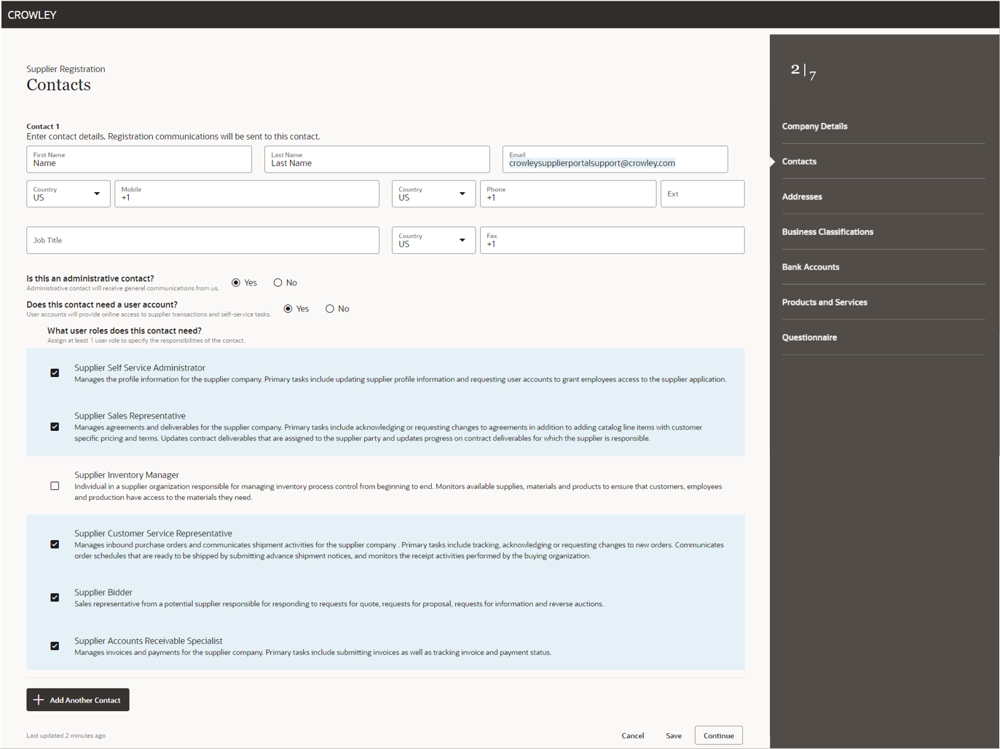 CROWLEY
Supplier Registration
Contacts
Contact 1
Enter contact details. Registration communications will be sent to this contact.
First Name
Name
Last Name
Last Name
Email
crowleysupplierportalsupport@crowley.com
Country
US
Mobile
+1
Country
US
Phone
+1
Ext
Job Title
Country
US
Fax
+1
Is this an administrative contact?
Administrative contact will receive general communications from us.
Yes
No
Does this contact need a user account?
User accounts will provide online access to supplier transactions and self-service tasks.
Yes
No
What user roles does this contact need?
Assign at least 1 user role to specify the responsibilities of the contact.
Supplier Self Service Administrator
Manages the profile information for the supplier company. Primary tasks include updating supplier profile information and requesting user accounts to grant employees access to the supplier application.
Supplier Sales Representative
Manages agreements and deliverables for the supplier company. Primary tasks include acknowledging or requesting changes to agreements in addition to adding catalog line items with customer
specific pricing and terms. Updates contract deliverables that are assigned to the supplier party and updates progress on contract deliverables for which the supplier is responsible.
Supplier Inventory Manager
Individual in a supplier organization responsible for managing inventory process control from beginning to end. Monitors available supplies, materials and products to ensure that customers, employees
and production have access to the materials they need.
Supplier Customer Service Representative
Manages inbound purchase orders and communicates shipment activities for the supplier company . Primary tasks include tracking, acknowledging or requesting changes to new orders. Communicates
order schedules that are ready to be shipped by submitting advance shipment notices, and monitors the receipt activities performed by the buying organization.
Supplier Bidder
Sales representative from a potential supplier responsible for responding to requests for quote, requests for proposal, requests for information and reverse auctions.
Supplier Accounts Receivable Specialist
Manages invoices and payments for the supplier company. Primary tasks include submitting invoices as well as tracking invoice and payment status.
Add Another Contact
Last updated 2 minutes ago
Cancel
Save
Continue
2|7
Company Details
Contacts
Addresses
Business Classifications
Bank Accounts
Products and Services
Questionnaire